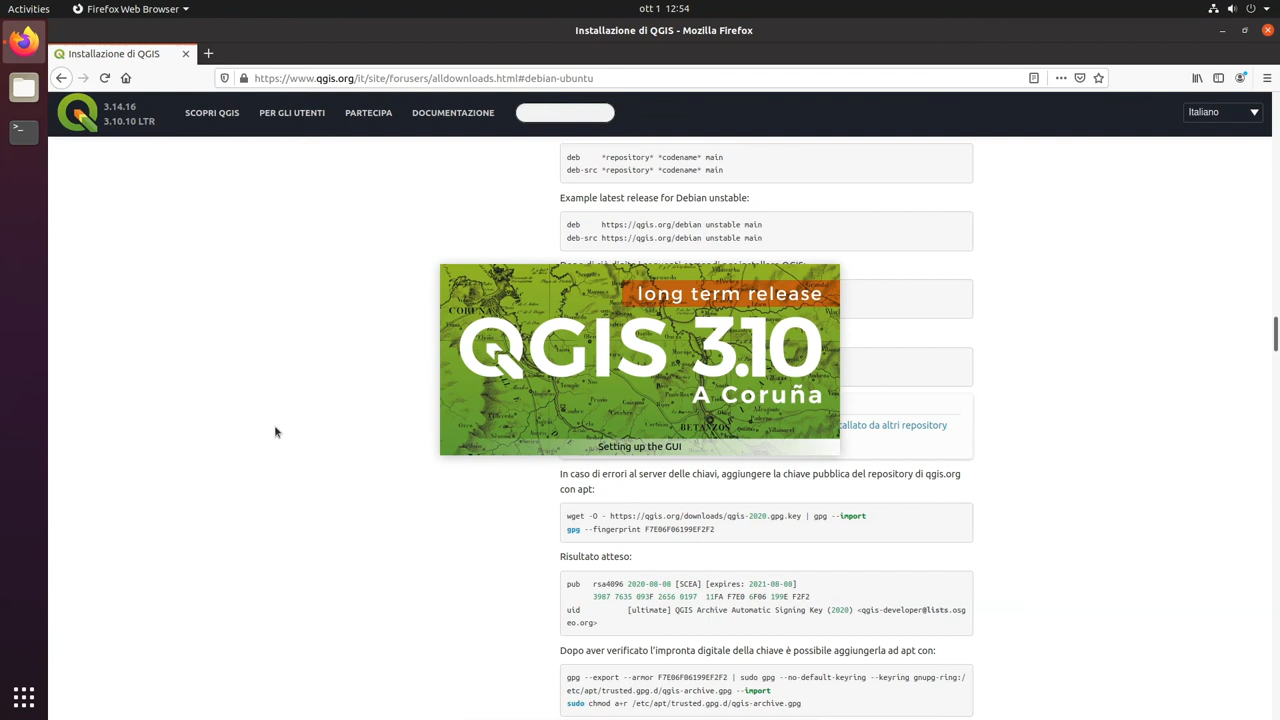 Activities
Firefox Web Browser
ott 1 12:54
Installazione di QGIS - Mozilla Firefox
Installazione di QGIS
https://www.qgis.org/it/site/forusers/alldownloads.html#debian-ubuntu
3.14.16
3.10.10 LTR
SCOPRI QGIS
PER GLI UTENTI
PARTECIPA
DOCUMENTAZIONE
Italiano
deb *repository* *codename* main
deb-src *repository* *codename* main
Example latest release for Debian unstable:
deb https://qgis.org/debian unstable main
deb-src https://qgis.org/debian unstable main
long term release
QGIS 3.10
A Coruña
CORUÑA
BETANZOS
Setting up the GUI
tallato da altri repository
In caso di errori al server delle chiavi, aggiungere la chiave pubblica del repository di qgis.org
con apt:
wget -O - https://qgis.org/downloads/qgis-2020.gpg.key | gpg --import
gpg --fingerprint F7E06F06199EF2F2
Risultato atteso:
pub rsa4096 2020-08-08 [SCEA] [expires: 2021-08-08]
3987 7635 093F 2656 0197 11FA F7E0 6F06 199E F2F2
uid [ultimate] QGIS Archive Automatic Signing Key (2020) <qgis-developer@lists.osg
eo.org>
Dopo aver verificato l'impronta digitale della chiave è possibile aggiungerla ad apt con:
gpg --export --armor F7E06F06199EF2F2 | sudo gpg --no-default-keyring --keyring gnupg-ring:/
etc/apt/trusted.gpg.d/qgis-archive.gpg --import
sudo chmod a+r /etc/apt/trusted.gpg.d/qgis-archive.gpg